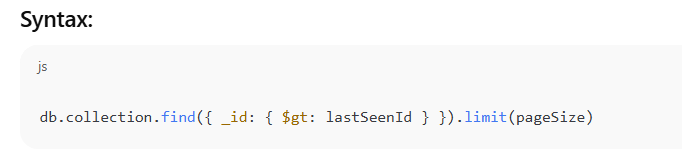 Syntax:
js
db.collection.find({ _id: { $gt: lastSeenId } }).limit(pageSize)